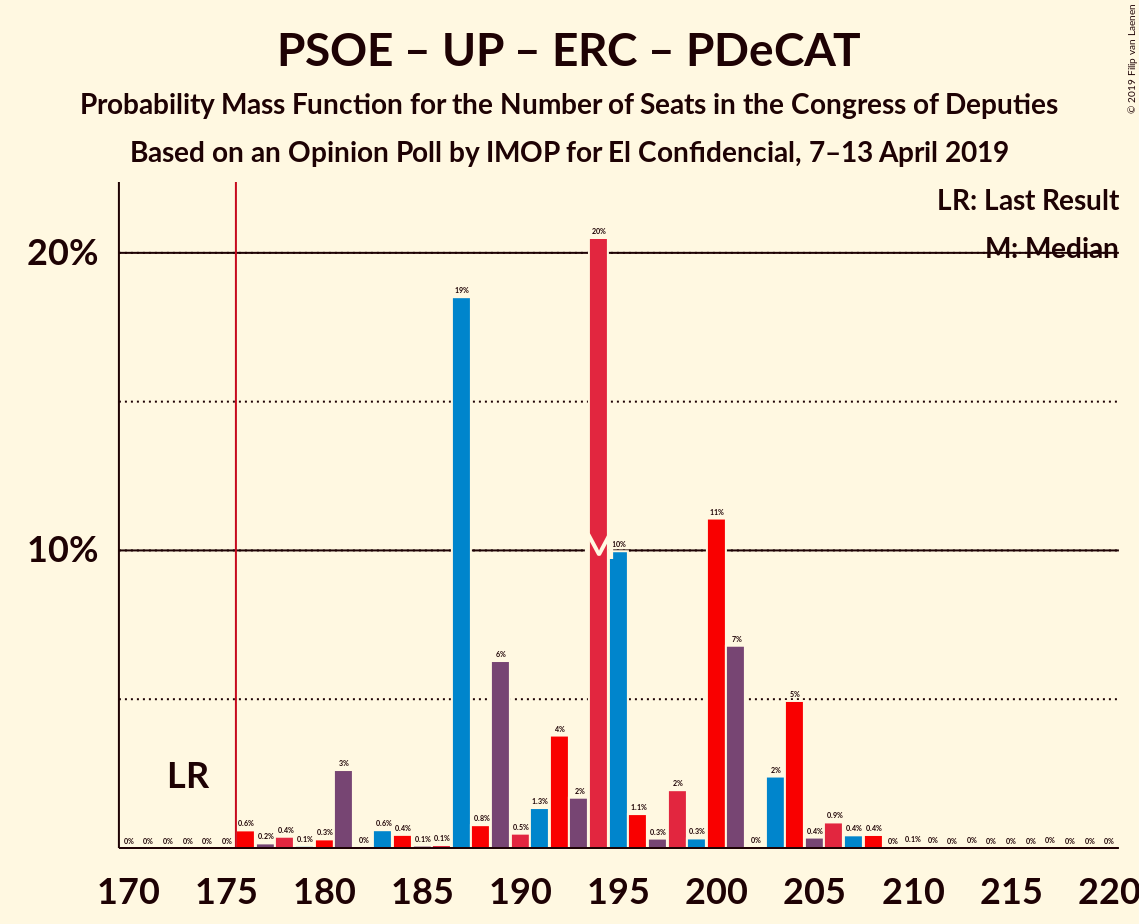 PSOE – UP – ERC – PDeCAT
Probability Mass Function for the Number of Seats in the Congress of Deputies
Based on an Opinion Poll by IMOP for El Confidencial, 7–13 April 2019
© 2019 Filip van Laenen
LR: Last Result
M: Median
20%
10%
LR
M
0% 0% 0% 0% 0% 0% 0.6% 0.2% 0.4% 0.1% 0.3% 3% 0% 0.6% 0.4% 0.1% 0.1% 19% 0.8% 6% 0.5% 1.3% 4% 2% 20% 10% 1.1% 0.3% 2% 0.3% 11% 7% 0% 2% 5% 0.4% 0.9% 0.4% 0.4% 0% 0.1% 0% 0% 0% 0% 0% 0% 0% 0% 0% 0%
170 175 180 185 190 195 200 205 210 215 220